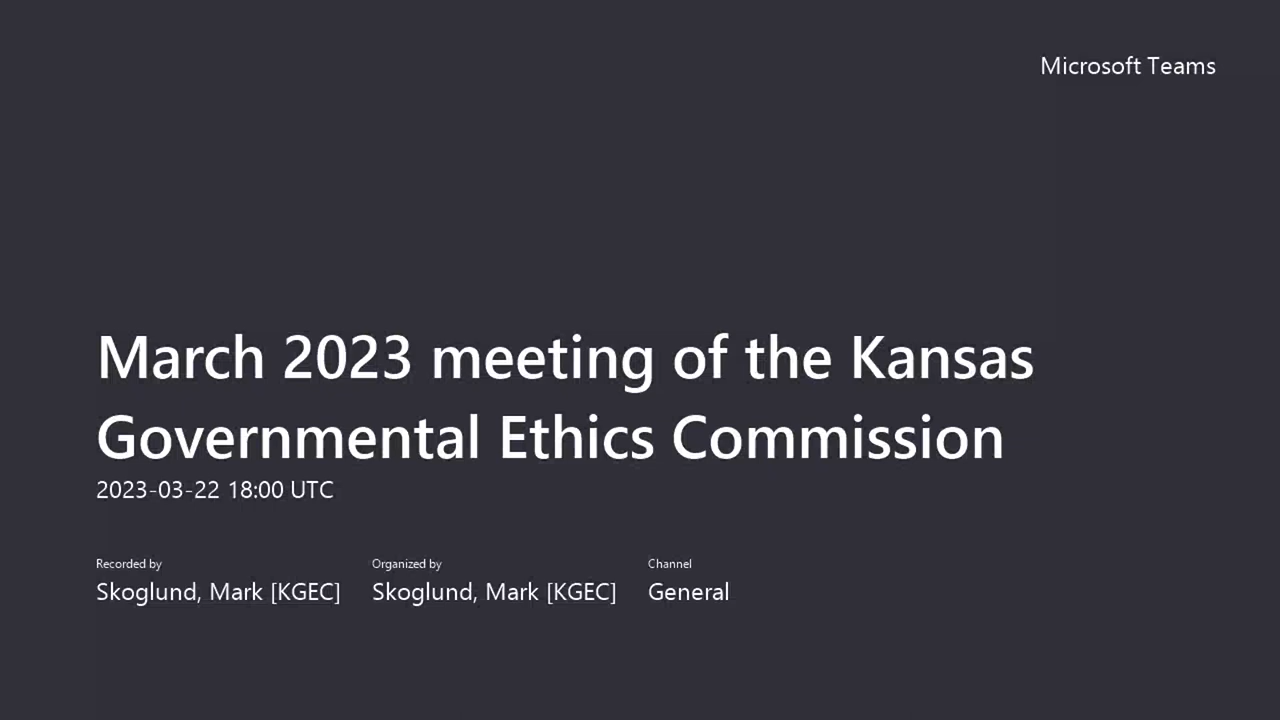 Microsoft Teams
March 2023 meeting of the Kansas
Governmental Ethics Commission
2023-03-22 18:00 UTC
Recorded by
Organized by
Channel
Skoglund, Mark [KGEC]
Skoglund, Mark [KGEC]
General